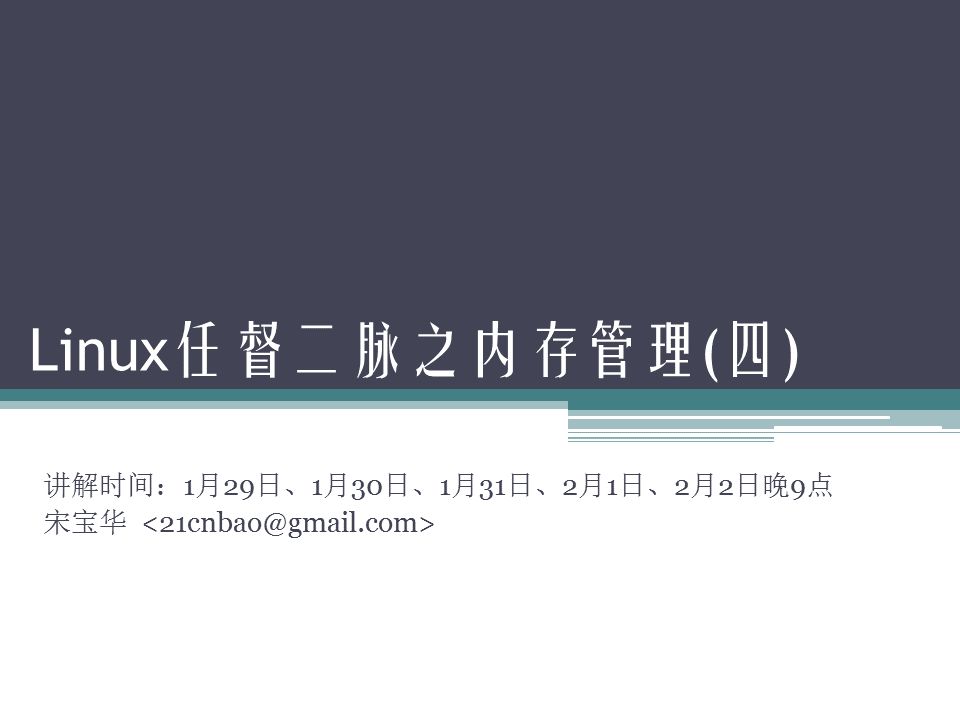 Linux任督二脉之内存管理(四)
讲解时间：1月29日、1月30日、1月31日、2月1日、2月2日晚9点
宋宝华 <21cnbao@gmail.com>